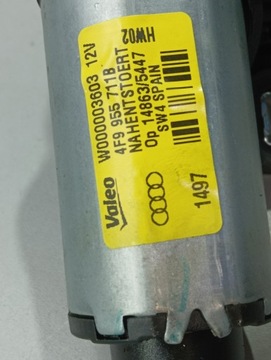 Valeo
W000003603 12V
4F9 955 711B
NAHENTSTOERT
Op 14863/5447
SW4 SPAIN
HW02
1497